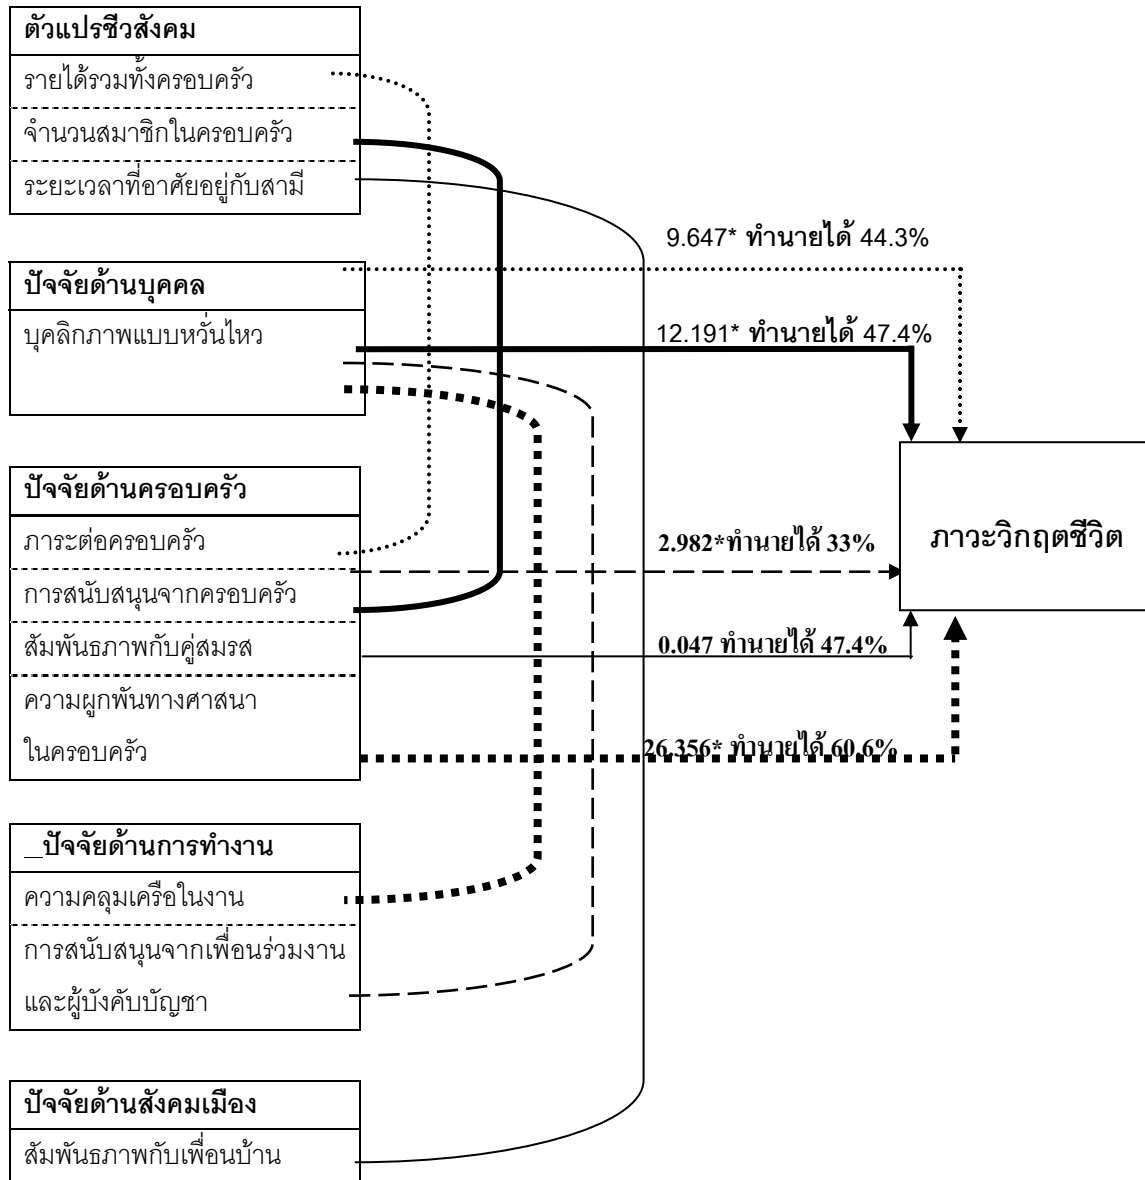 ตัวแปรชีวสังคม
รายได้รวมทั้งครอบครัว
จำนวนสมาชิกในครอบครัว
ระยะเวลาที่อาศัยอยู่กับสามี
9.647* ทำนายได้ 44.3%
ปัจจัยด้านบุคคล
บุคลิกภาพแบบหวั่นไหว
12.191* ทำนายได้ 47.4%
ปัจจัยด้านครอบครัว
ภาระต่อครอบครัว
การสนับสนุนจากครอบครัว
สัมพันธภาพกับคู่สมรส
ความผูกพันทางศาสนา
ในครอบครัว
2.982*ทำนายได้ 33%
ภาวะวิกฤตชีวิต
0.047 ทำนายได้ 47.4%
26.356* ทำนายได้ 60.6%
_ปัจจัยด้านการทำงาน
ความคลุมเครือในงาน
การสนับสนุนจากเพื่อนร่วมงาน
และผู้บังคับบัญชา
ปัจจัยด้านสังคมเมือง
สัมพันธภาพกับเพื่อนบ้าน